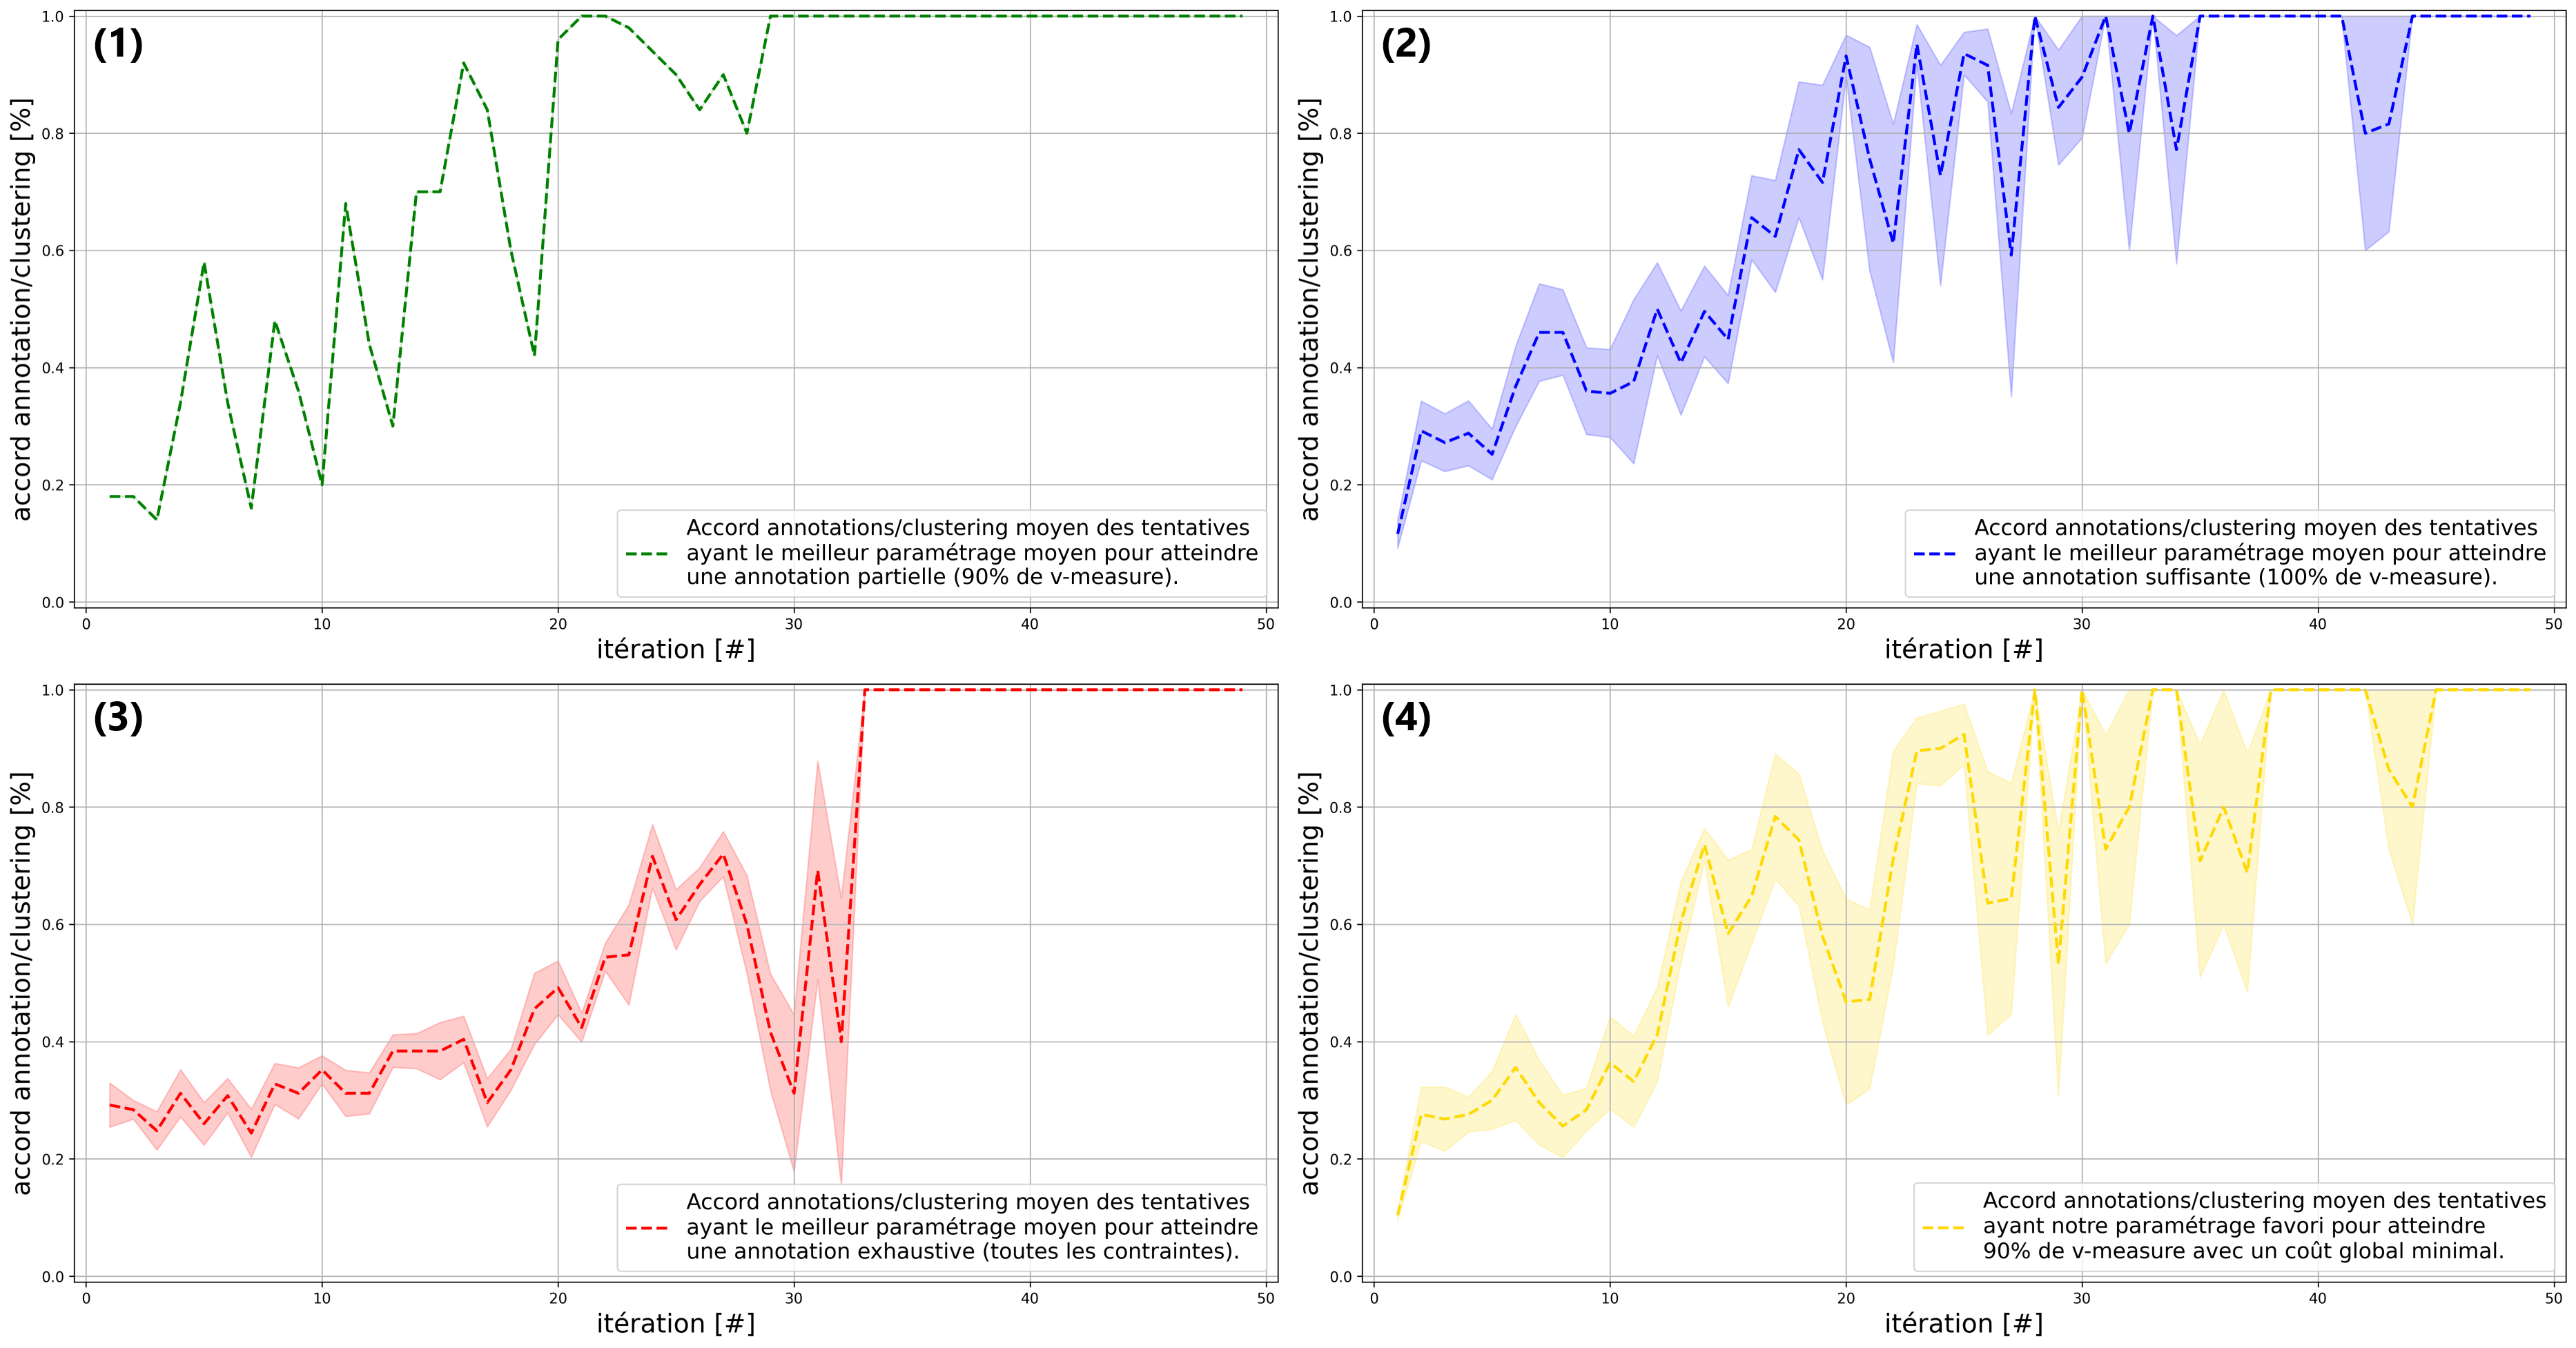 (1)
accord annotation/clustering [%]
1.0
0.8
0.6
0.4
0.2
0.0
0 10 20 30 40 50
itération [#]
Accord annotations/clustering moyen des tentatives
ayant le meilleur paramétrage moyen pour atteindre
une annotation partielle (90% de v-measure).
(2)
accord annotation/clustering [%]
1.0
0.8
0.6
0.4
0.2
0.0
0 10 20 30 40 50
itération [#]
Accord annotations/clustering moyen des tentatives
ayant le meilleur paramétrage moyen pour atteindre
une annotation suffisante (100% de v-measure).
(3)
accord annotation/clustering [%]
1.0
0.8
0.6
0.4
0.2
0.0
0 10 20 30 40 50
itération [#]
Accord annotations/clustering moyen des tentatives
ayant le meilleur paramétrage moyen pour atteindre
une annotation exhaustive (toutes les contraintes).
(4)
accord annotation/clustering [%]
1.0
0.8
0.6
0.4
0.2
0.0
0 10 20 30 40 50
itération [#]
Accord annotations/clustering moyen des tentatives
ayant notre paramétrage favori pour atteindre
90% de v-measure avec un coût global minimal.